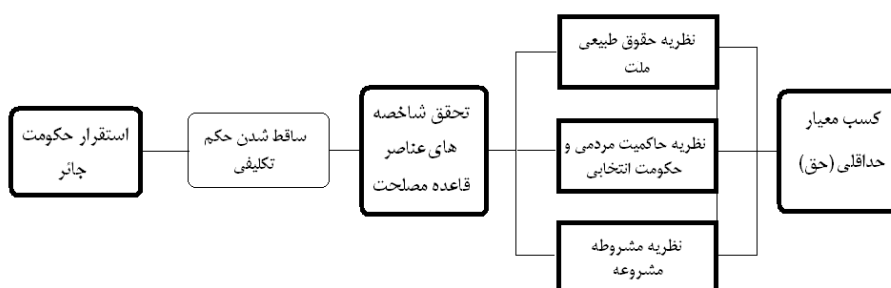 کسب معیار
حداقلی (حق)
نظریه حقوق طبیعی
ملت
نظریه حاکمیت مردمی و
حکومت انتخابی
نظریه مشروطه
مشروعه
تحقق شاخصه
های عناصر
قاعده مصلحت
ساقط شدن حکم
تکلیفی
استقرار حکومت
جائر